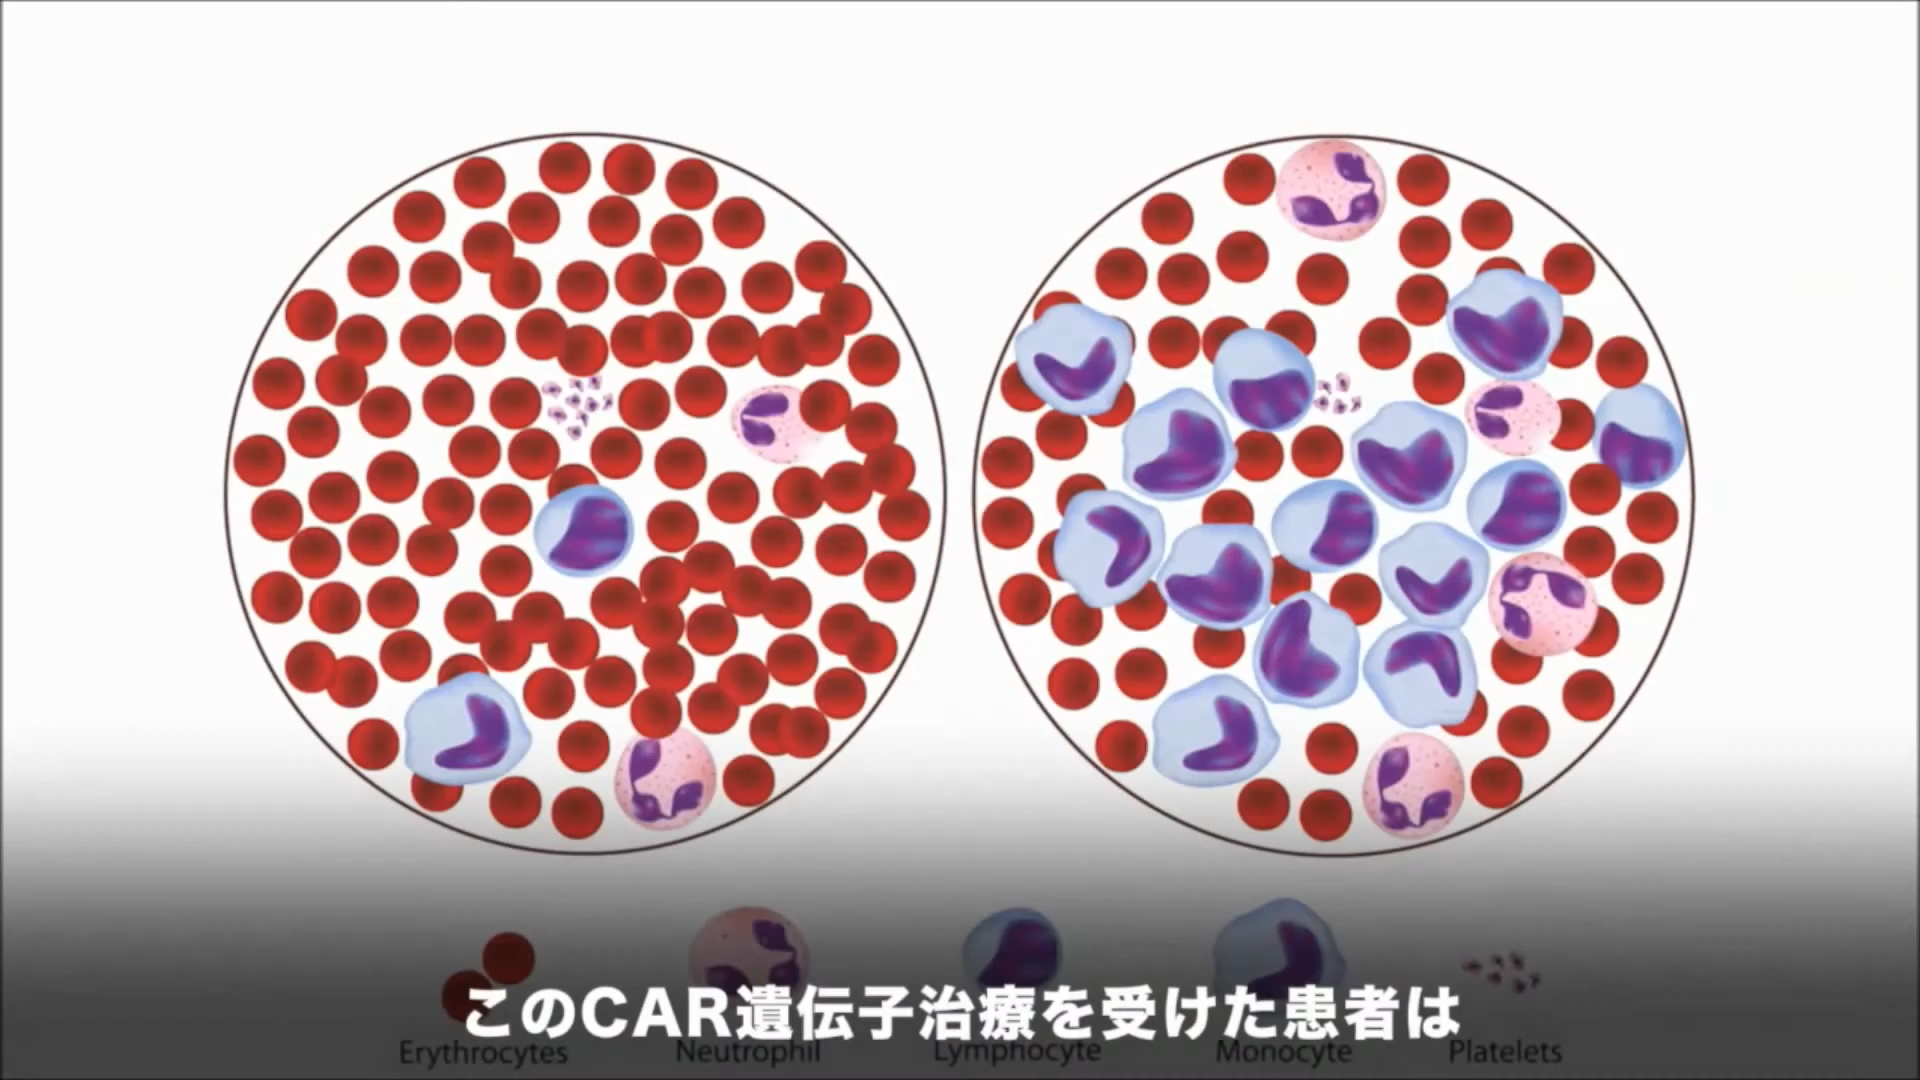 このCAR遺伝子治療を受けた患者は
Erythrocytes
Neutrophil
Lymphocyte
Monocyte
Platelets